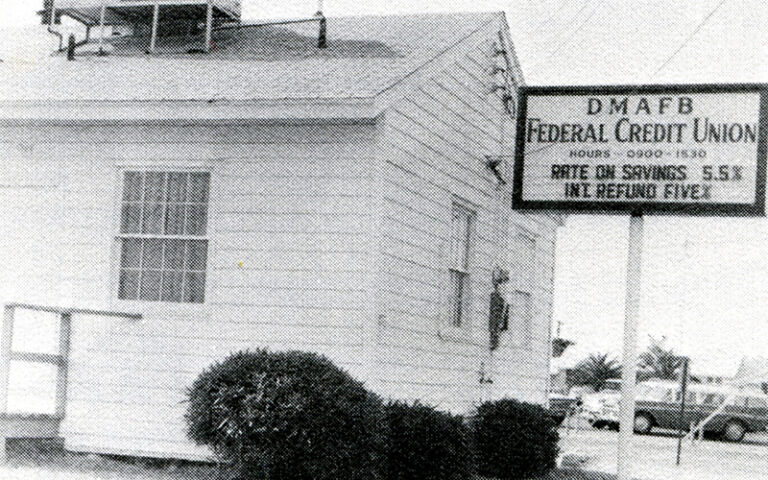 DMAFB
FEDERAL CREDIT UNION
HOURS - 0900 - 1530
RATE ON SAVINGS 5.5%
INT. REFUND FIVE%